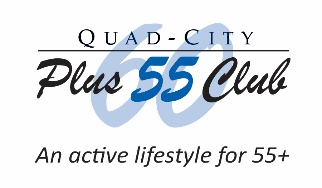 QUAD-CITY
60
Plus 55 Club
An active lifestyle for 55+